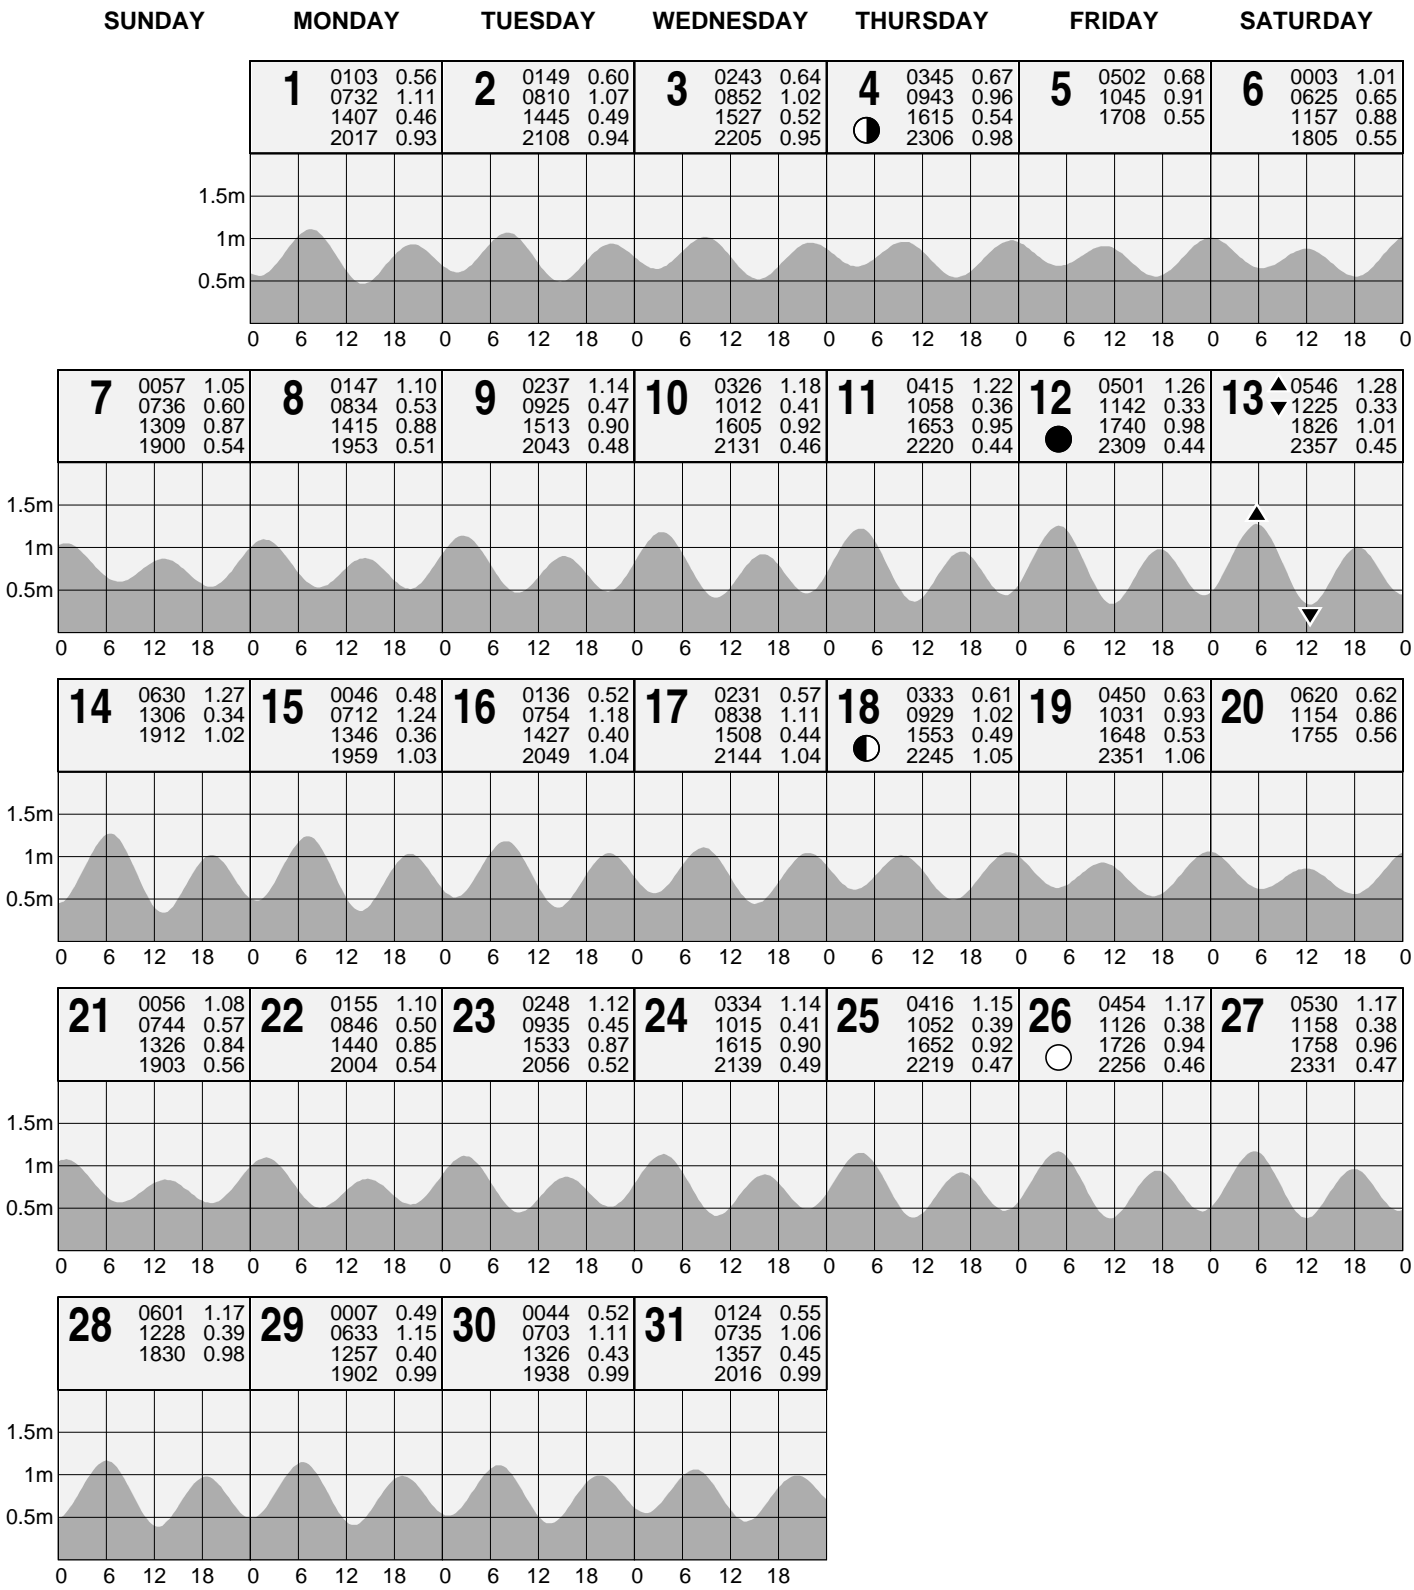 SUNDAY MONDAY TUESDAY WEDNESDAY THURSDAY FRIDAY SATURDAY
1 0103 0.56 2 0149 0.60 3 0243 0.64 4 0345 0.67 5 0502 0.68 6 0003 1.01
0732 1.11 0810 1.07 0852 1.02 0943 0.96 1045 0.91 0625 0.65
1407 0.46 1445 0.49 1527 0.52 1615 0.54 1708 0.55 1157 0.88
2017 0.93 2108 0.94 2205 0.95 2306 0.98 1805 0.55
1.5m
1m
0.5m
0 6 12 18 0 6 12 18 0 6 12 18 0 6 12 18 0 6 12 18 0 6 12 18 0
7 0057 1.05 8 0147 1.10 9 0237 1.14 10 0326 1.18 11 0415 1.22 12 0501 1.26 13 0546 1.28
0736 0.60 0834 0.53 0925 0.47 1012 0.41 1058 0.36 1142 0.33 1225 0.33
1309 0.87 1415 0.88 1513 0.90 1605 0.92 1653 0.95 1740 0.98 1826 1.01
1900 0.54 1953 0.51 2043 0.48 2131 0.46 2220 0.44 2309 0.44 2357 0.45
1.5m
1m
0.5m
0 6 12 18 0 6 12 18 0 6 12 18 0 6 12 18 0 6 12 18 0 6 12 18 0 6 12 18 0
14 0630 1.27 15 0046 0.48 16 0136 0.52 17 0231 0.57 18 0333 0.61 19 0450 0.63 20 0620 0.62
1306 0.34 0712 1.24 0754 1.18 0838 1.11 0929 1.02 1031 0.93 1154 0.86
1912 1.02 1346 0.36 1427 0.40 1508 0.44 1553 0.49 1648 0.53 1755 0.56
1959 1.03 2049 1.04 2144 1.04 2245 1.05 2351 1.06
1.5m
1m
0.5m
0 6 12 18 0 6 12 18 0 6 12 18 0 6 12 18 0 6 12 18 0 6 12 18 0 6 12 18 0
21 0056 1.08 22 0155 1.10 23 0248 1.12 24 0334 1.14 25 0416 1.15 26 0454 1.17 27 0530 1.17
0744 0.57 0846 0.50 0935 0.45 1015 0.41 1052 0.39 1126 0.38 1158 0.38
1326 0.84 1440 0.85 1533 0.87 1615 0.90 1652 0.92 1726 0.94 1758 0.96
1903 0.56 2004 0.54 2056 0.52 2139 0.49 2219 0.47 2256 0.46 2331 0.47
1.5m
1m
0.5m
0 6 12 18 0 6 12 18 0 6 12 18 0 6 12 18 0 6 12 18 0 6 12 18 0 6 12 18 0
28 0601 1.17 29 0007 0.49 30 0044 0.52 31 0124 0.55
1228 0.39 0633 1.15 0703 1.11 0735 1.06
1830 0.98 1257 0.40 1326 0.43 1357 0.45
1902 0.99 1938 0.99 2016 0.99
1.5m
1m
0.5m
0 6 12 18 0 6 12 18 0 6 12 18 0 6 12 18